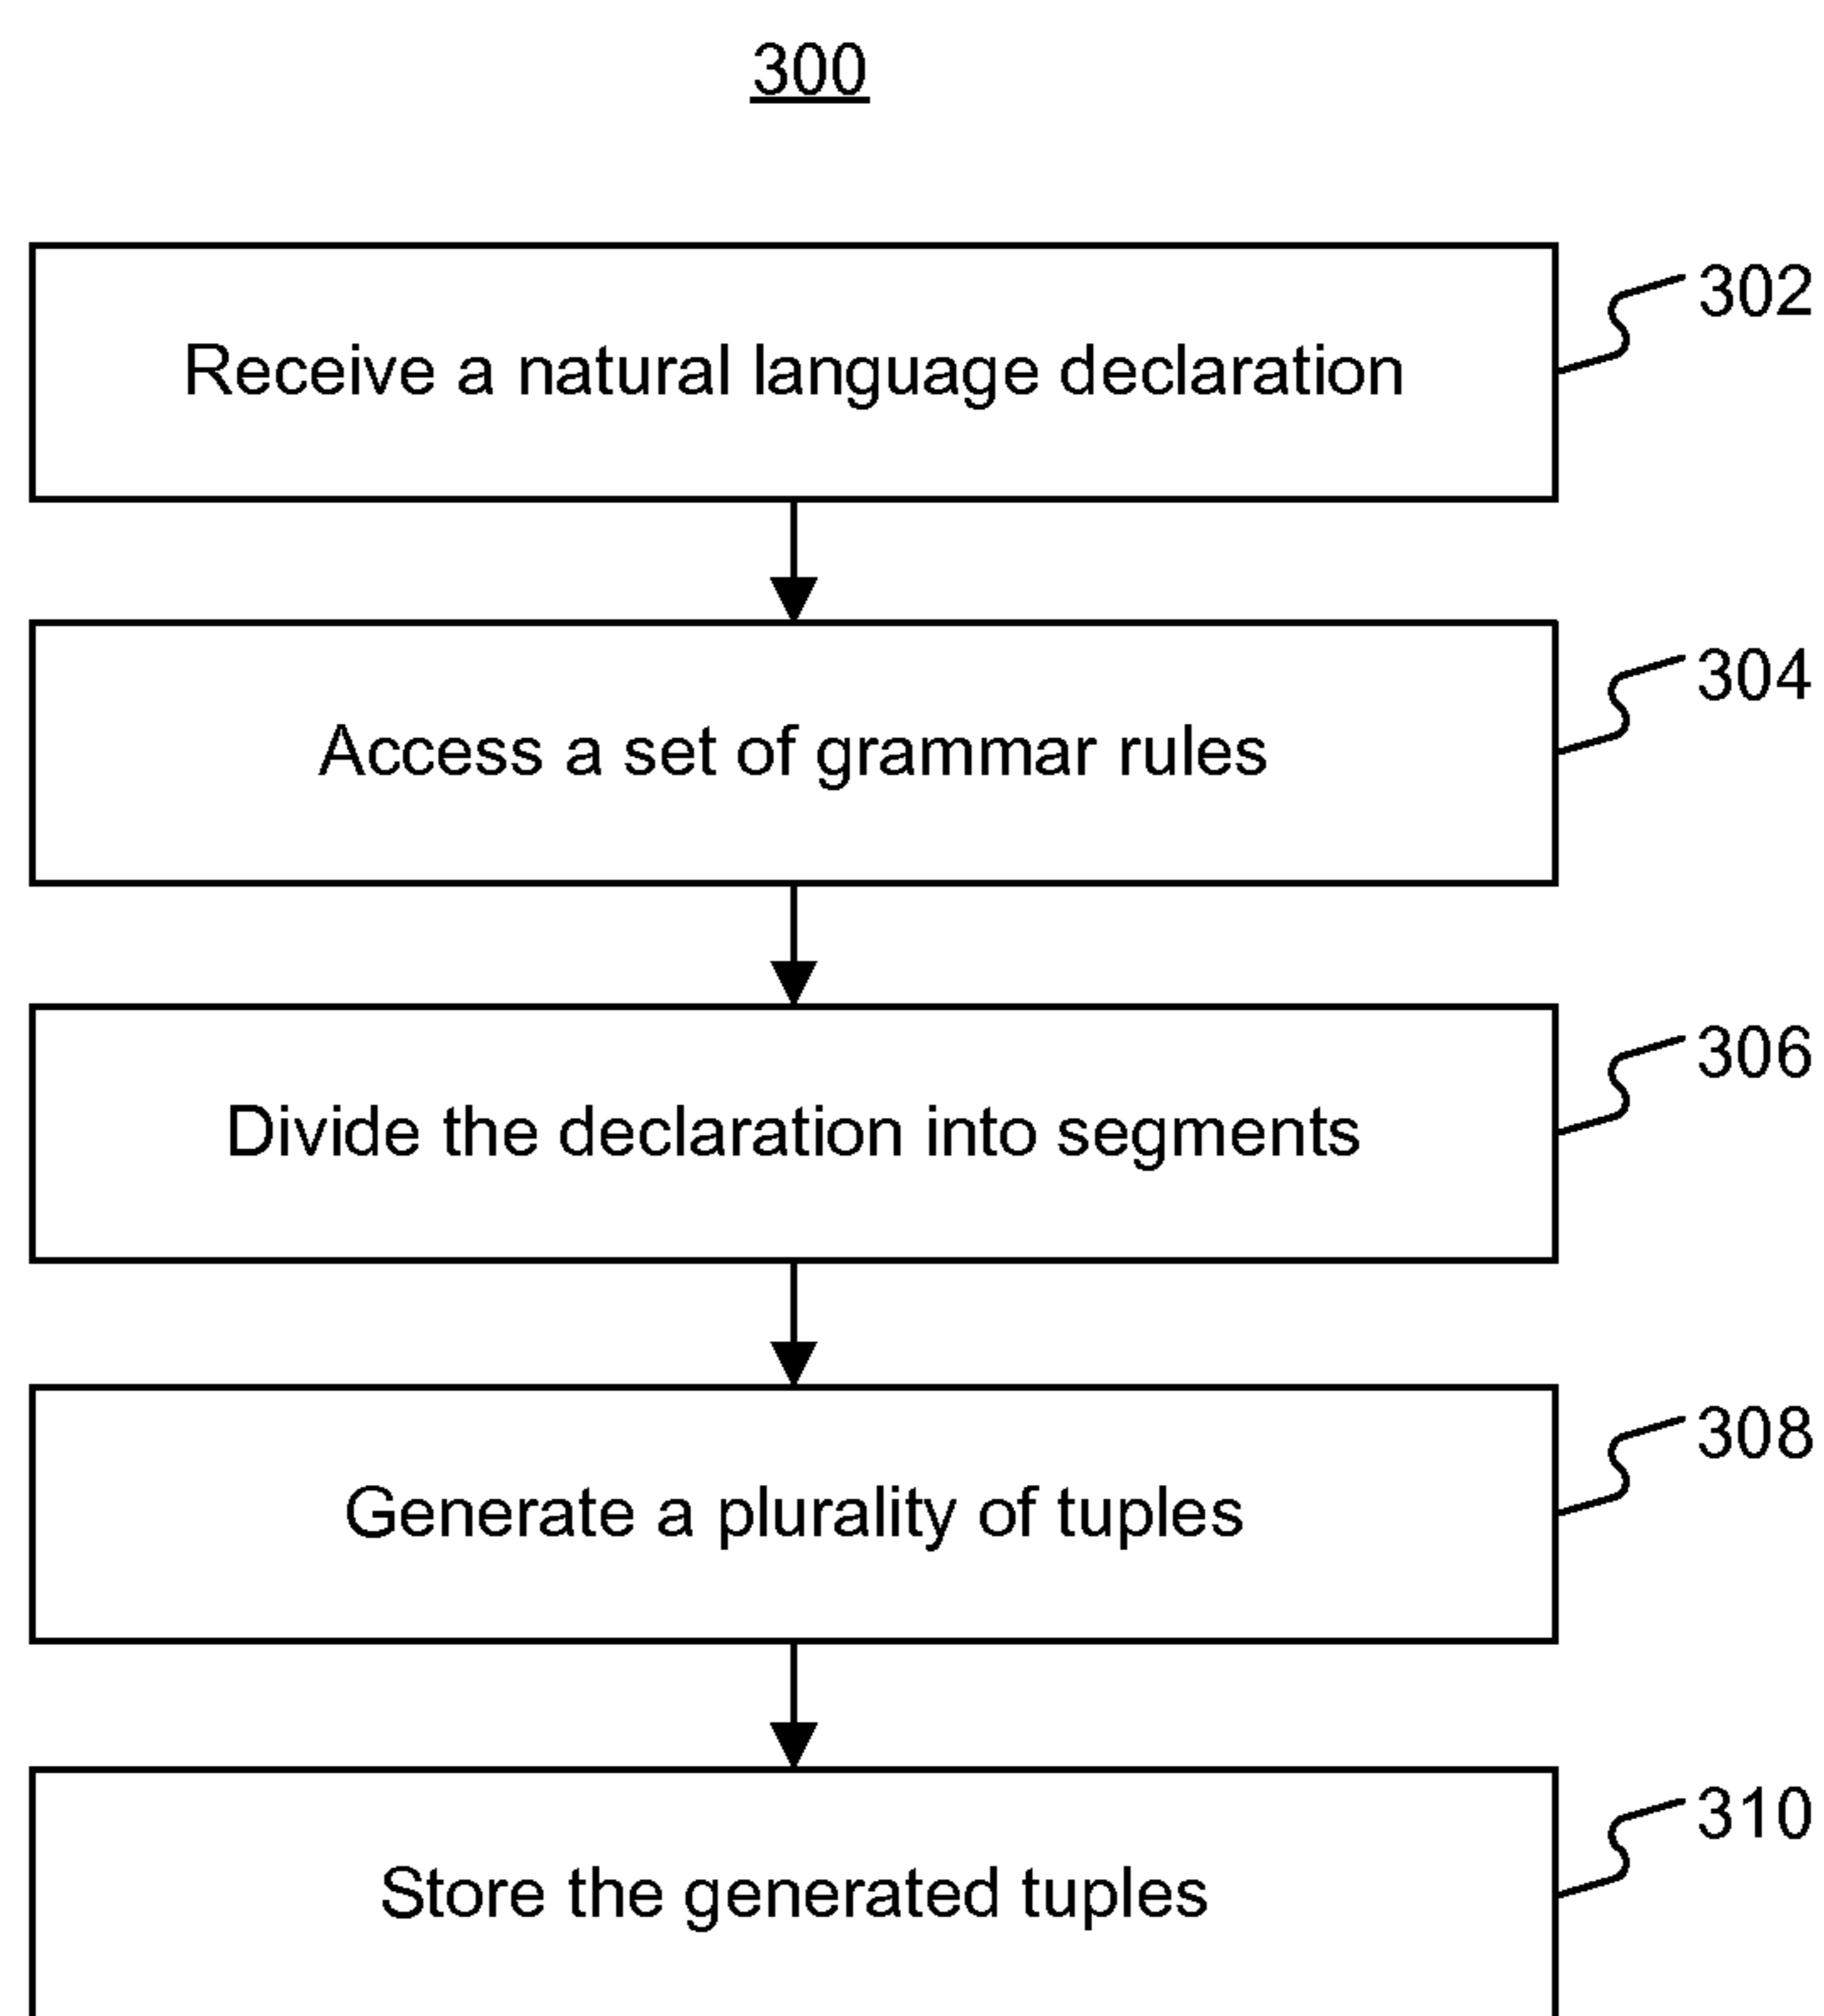 300
Receive a natural language declaration
302
Access a set of grammar rules
304
Divide the declaration into segments
306
Generate a plurality of tuples
308
Store the generated tuples
310